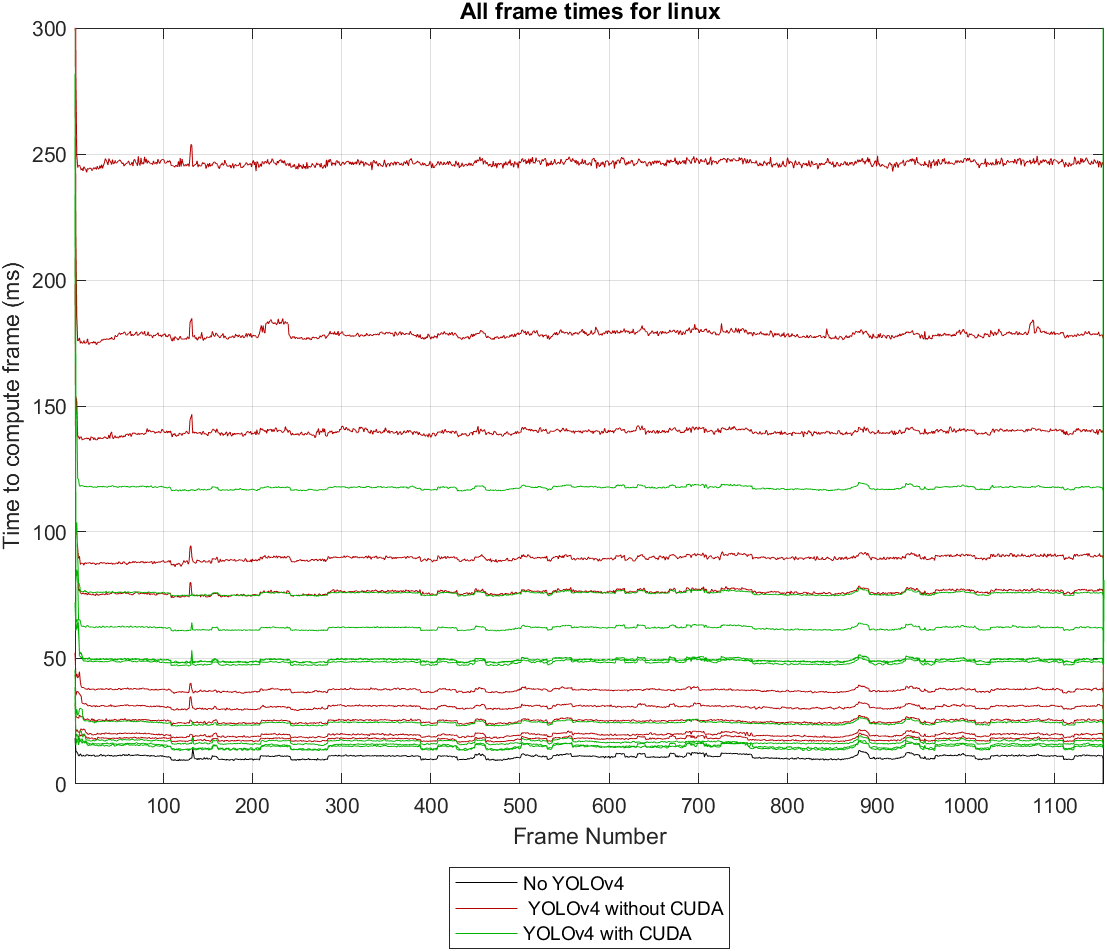 All frame times for linux
Time to compute frame (ms)
300
250
200
150
100
50
0
100 200 300 400 500 600 700 800 900 1000 1100
Frame Number
No YOLOv4
YOLOv4 without CUDA
YOLOv4 with CUDA